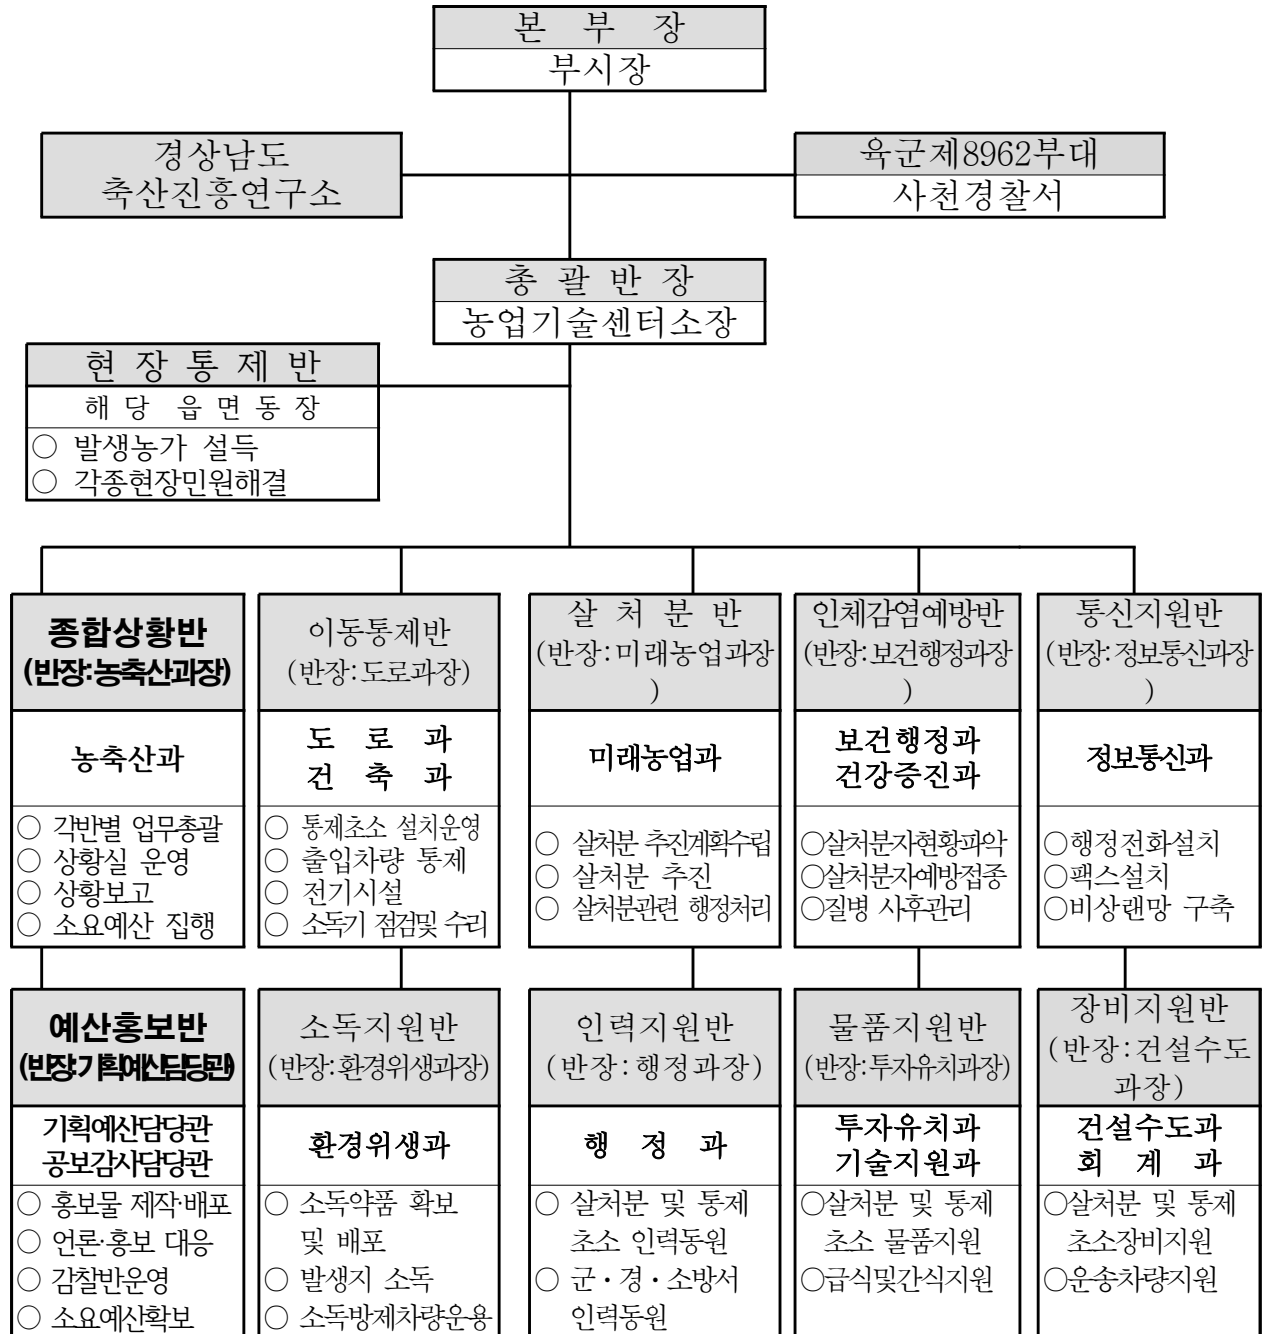 본 부 장
부시장
경상남도
축산진흥연구소
육군제8962부대
사천경찰서
총 괄 반 장
농업기술센터소장
현 장 통 제 반
해 당 읍 면 동 장
○ 발생농가 설득
○ 각종현장민원해결
종합상황반
(반장:농축산과장)
농축산과
○ 각반별 업무총괄
○ 상황실 운영
○ 상황보고
○ 소요예산 집행
이동통제반
(반장:도로과장)
도 로 과
건 축 과
○ 통제초소 설치운영
○ 출입차량 통제
○ 전기시설
○ 소독기 점검및 수리
살 처 분 반
(반장:미래농업과장
)
미래농업과
○ 살처분 추진계획수립
○ 살처분 추진
○ 살처분관련 행정처리
인체감염예방반
(반장:보건행정과장
)
보건행정과
건강증진과
○살처분자현황파악
○살처분자예방접종
○질병 사후관리
통신지원반
(반장:정보통신과장
)
정보통신과
○행정전화설치
○팩스설치
○비상랜망 구축
예산홍보반
(반장:기획예산담당관)
기획예산담당관
공보감사담당관
○ 홍보물 제작·배포
○ 언론·홍보 대응
○ 감찰반운영
○ 소요예산확보
소독지원반
(반장:환경위생과장)
환경위생과
○ 소독약품 확보
및 배포
○ 발생지 소독
○ 소독방제차량운용
인력지원반
(반장:행정과장)
행 정 과
○ 살처분 및 통제
초소 인력동원
○ 군·경·소방서
인력동원
물품지원반
(반장:투자유치과장)
투자유치과
기술지원과
○살처분 및 통제
초소 물품지원
○급식및간식지원
장비지원반
(반장:건설수도
과장)
건설수도과
회 계 과
○살처분 및 통제
초소장비지원
○운송차량지원